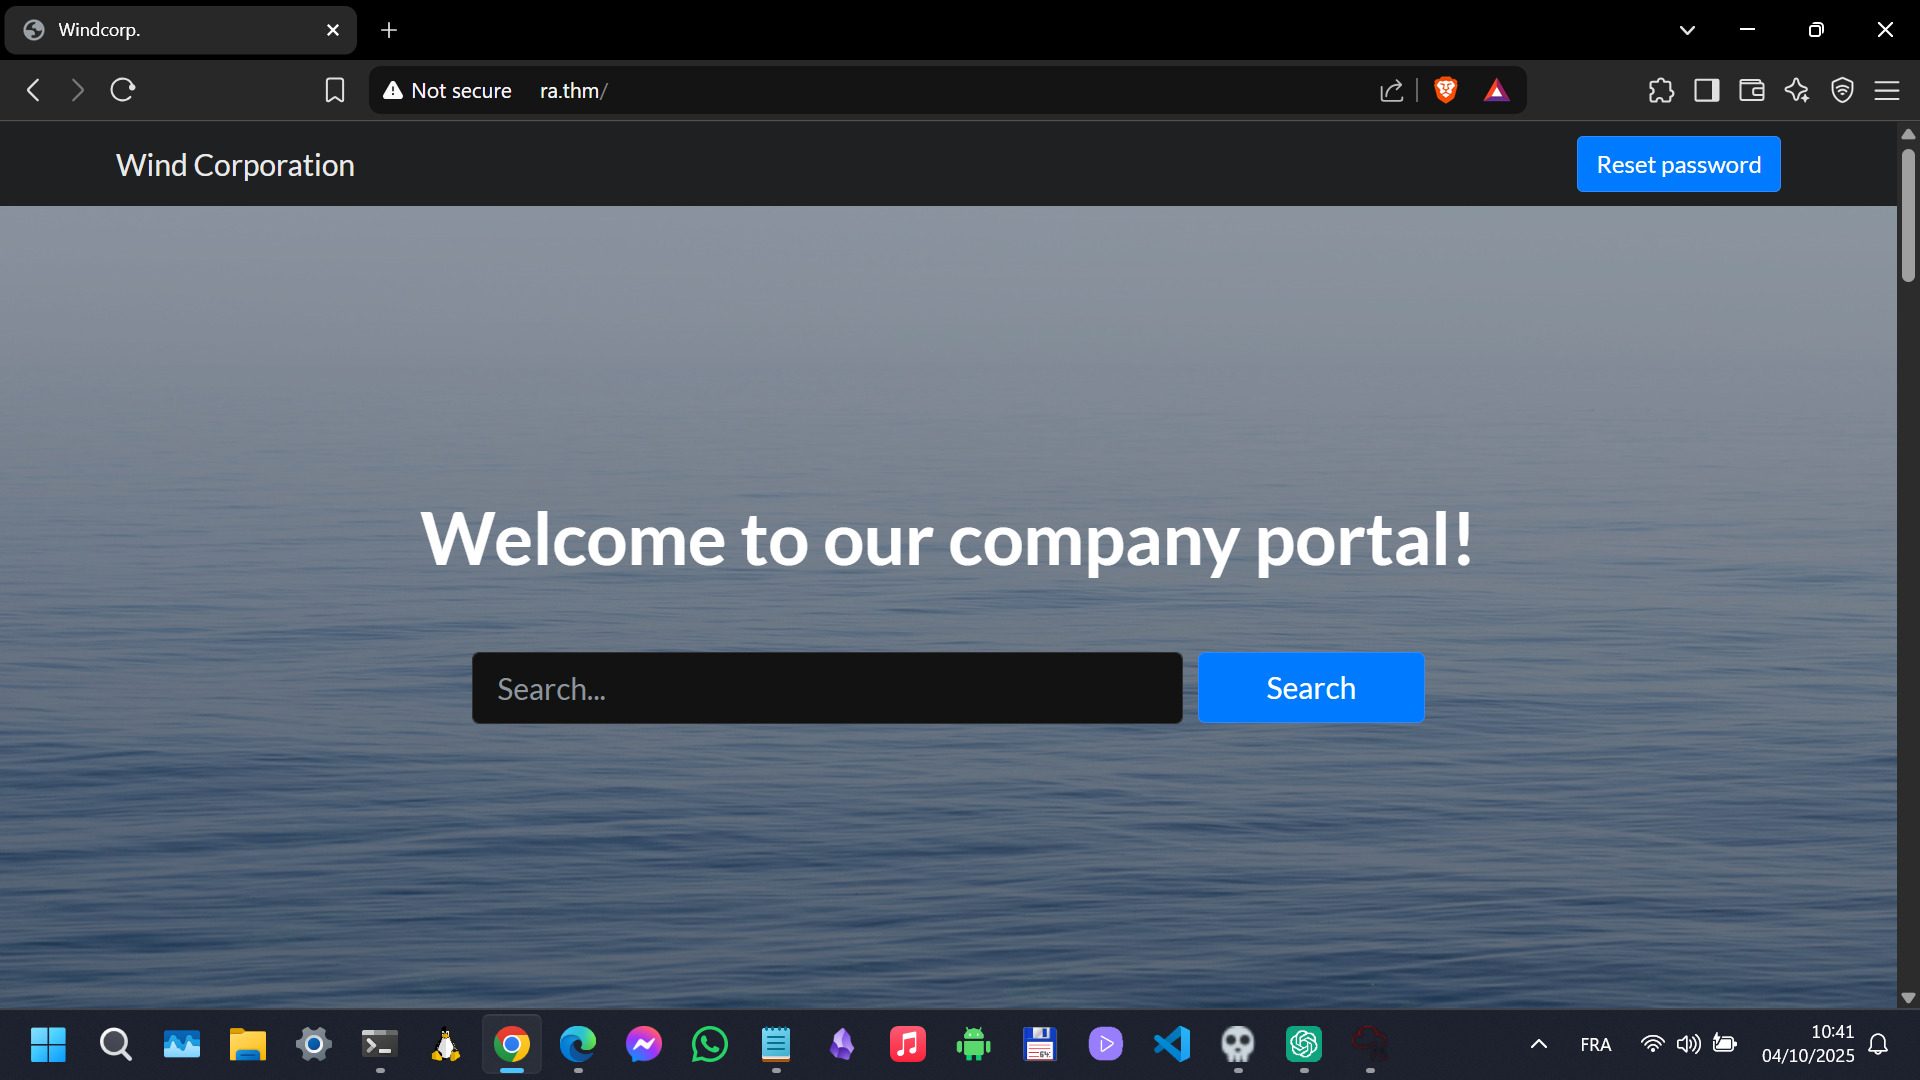 Windcorp.
Not secure ra.thm/
Wind Corporation
Reset password
Welcome to our company portal!
Search...
Search
64
FRA
10:41
04/10/2025